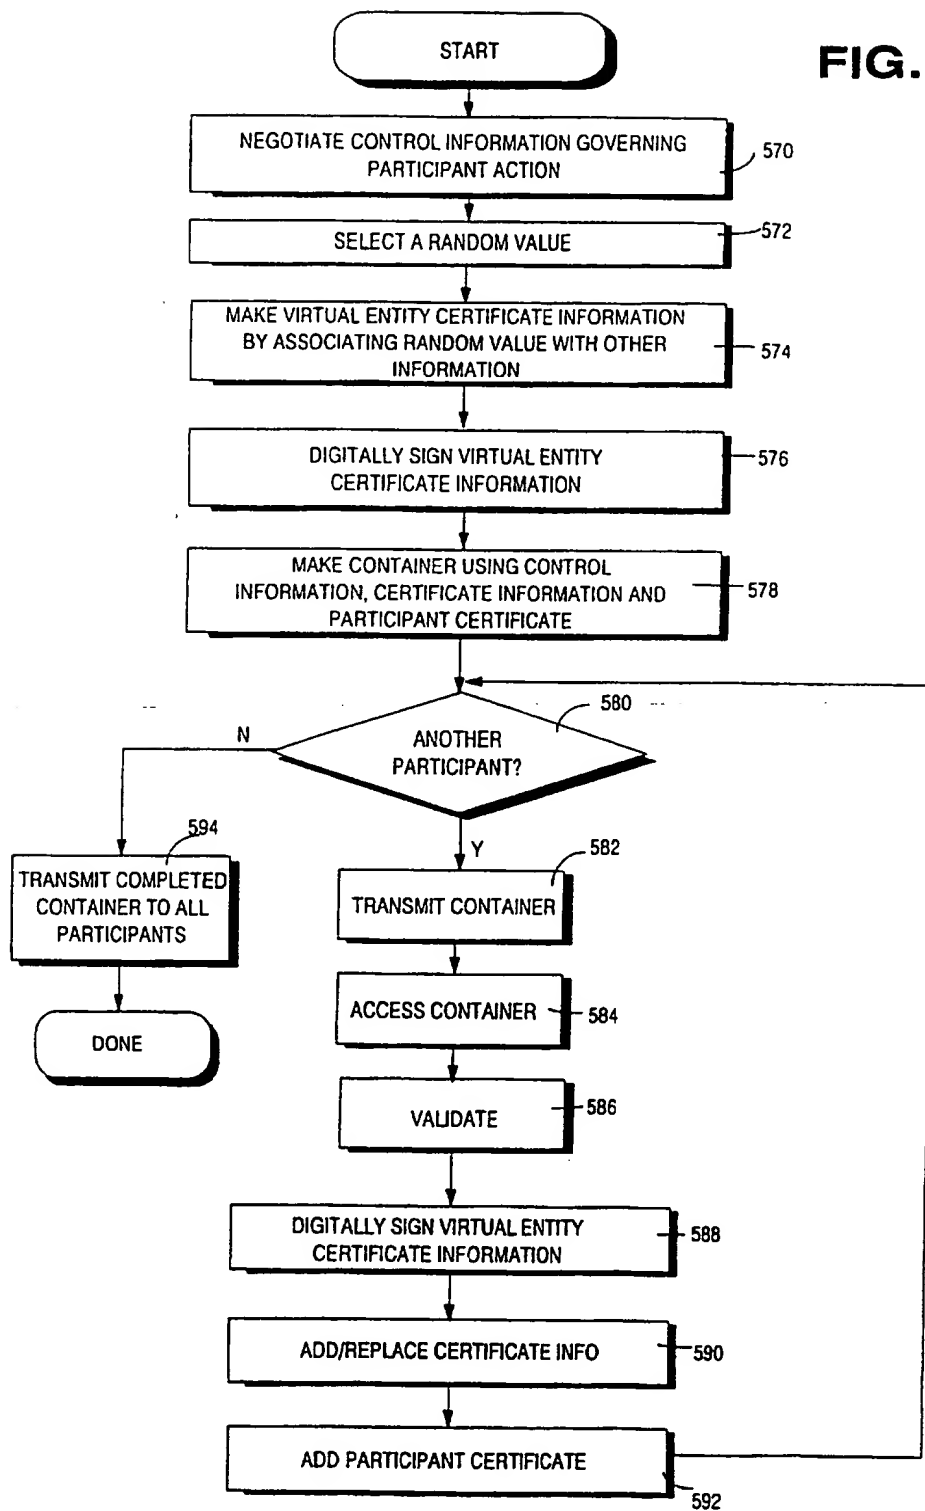 START
FIG.
NEGOTIATE CONTROL INFORMATION GOVERNING
PARTICIPANT ACTION
570
SELECT A RANDOM VALUE
572
MAKE VIRTUAL ENTITY CERTIFICATE INFORMATION
BY ASSOCIATING RANDOM VALUE WITH OTHER
INFORMATION
574
DIGITALLY SIGN VIRTUAL ENTITY
CERTIFICATE INFORMATION
576
MAKE CONTAINER USING CONTROL
INFORMATION, CERTIFICATE INFORMATION AND
PARTICIPANT CERTIFICATE
578
580
ANOTHER
PARTICIPANT?
N
Y
594
TRANSMIT COMPLETED
CONTAINER TO ALL
PARTICIPANTS
DONE
582
TRANSMIT CONTAINER
ACCESS CONTAINER
584
VALIDATE
586
DIGITALLY SIGN VIRTUAL ENTITY
CERTIFICATE INFORMATION
588
ADD/REPLACE CERTIFICATE INFO
590
ADD PARTICIPANT CERTIFICATE
592